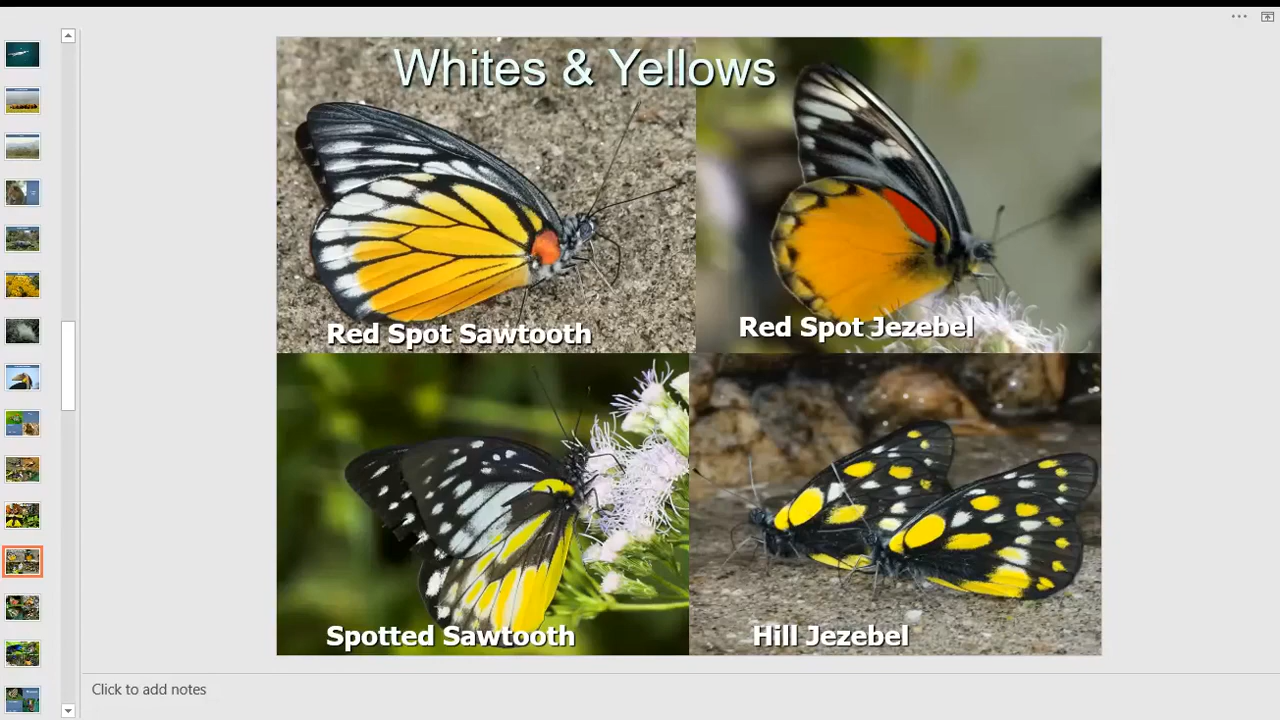 Whites & Yellows
Red Spot Sawtooth
Red Spot Jezebel
Spotted Sawtooth
Hill Jezebel
Click to add notes